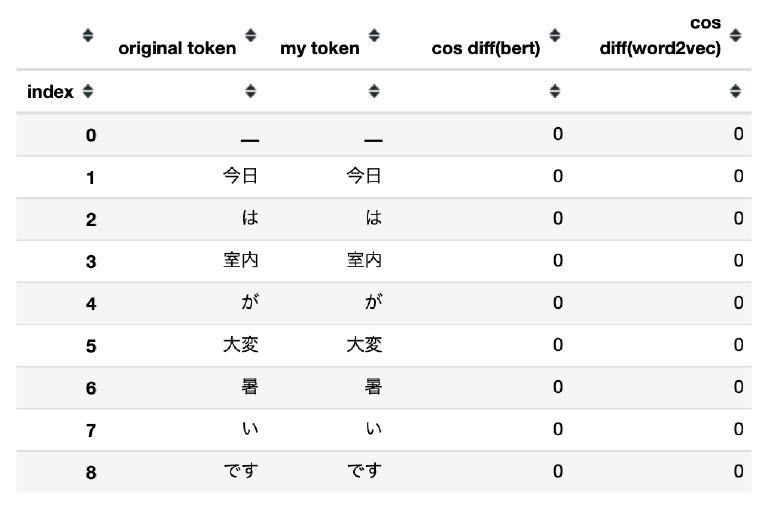 original token my token cos diff(bert) cos diff(word2vec)
index
0 ▁ ▁ 0 0
1 今日 今日 0 0
2 は は 0 0
3 室内 室内 0 0
4 が が 0 0
5 大変 大変 0 0
6 暑 暑 0 0
7 い い 0 0
8 です です 0 0